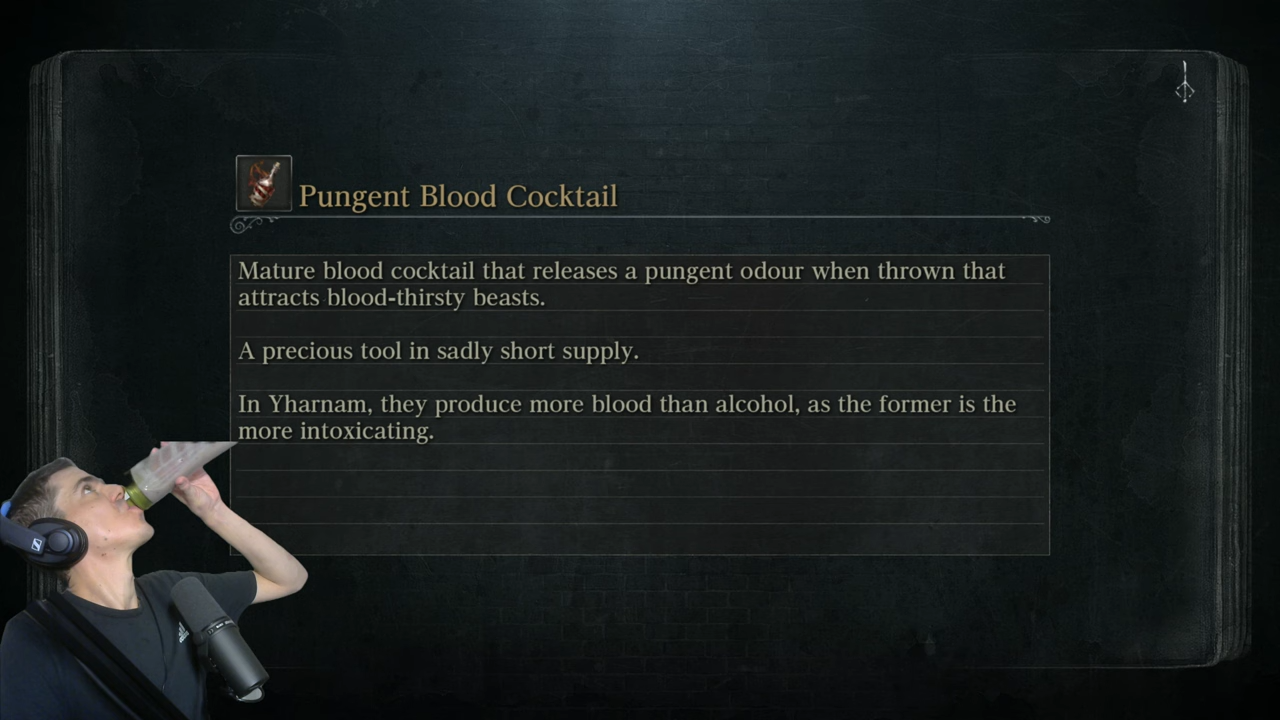 Pungent Blood Cocktail
Mature blood cocktail that releases a pungent odour when thrown that
attracts blood-thirsty beasts.
A precious tool in sadly short supply.
In Yharnam, they produce more blood than alcohol, as the former is the
more intoxicating.